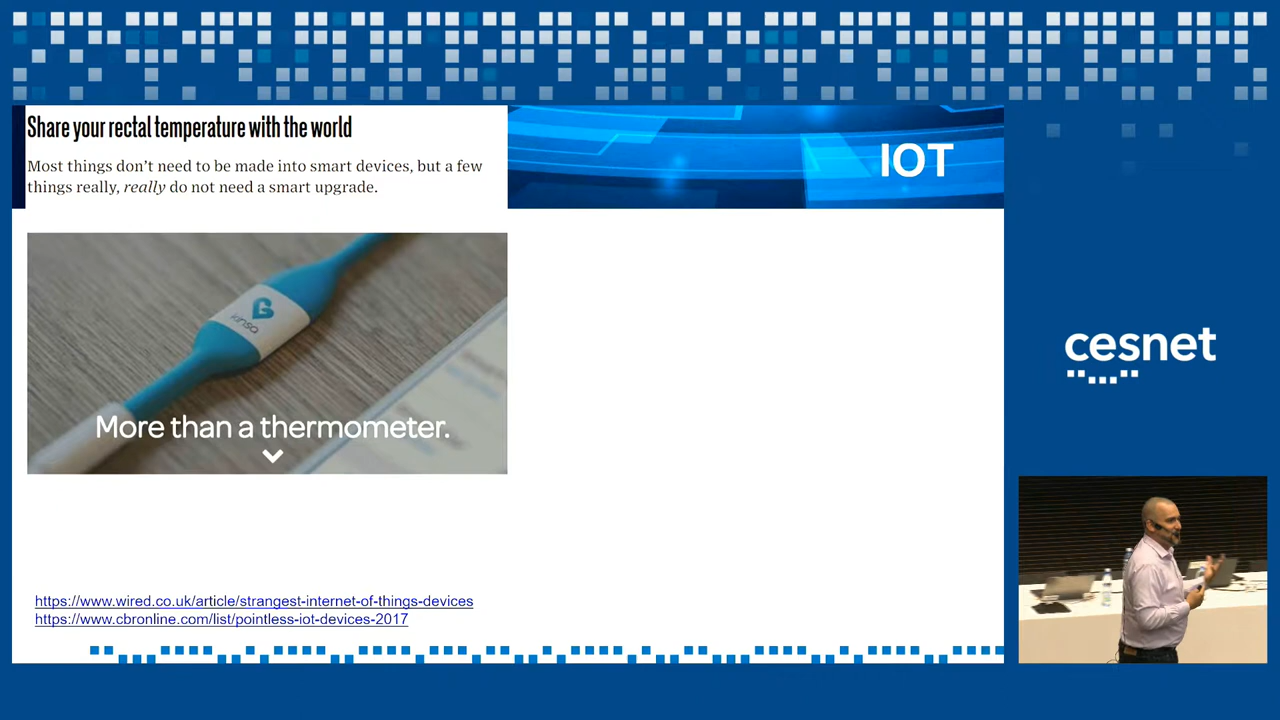 Share your rectal temperature with the world
Most things don't need to be made into smart devices, but a few
things really, really do not need a smart upgrade.
IOT
kinsa
More than a thermometer.
cesnet
https://www.wired.co.uk/article/strangest-internet-of-things-devices
https://www.cbronline.com/list/pointless-iot-devices-2017